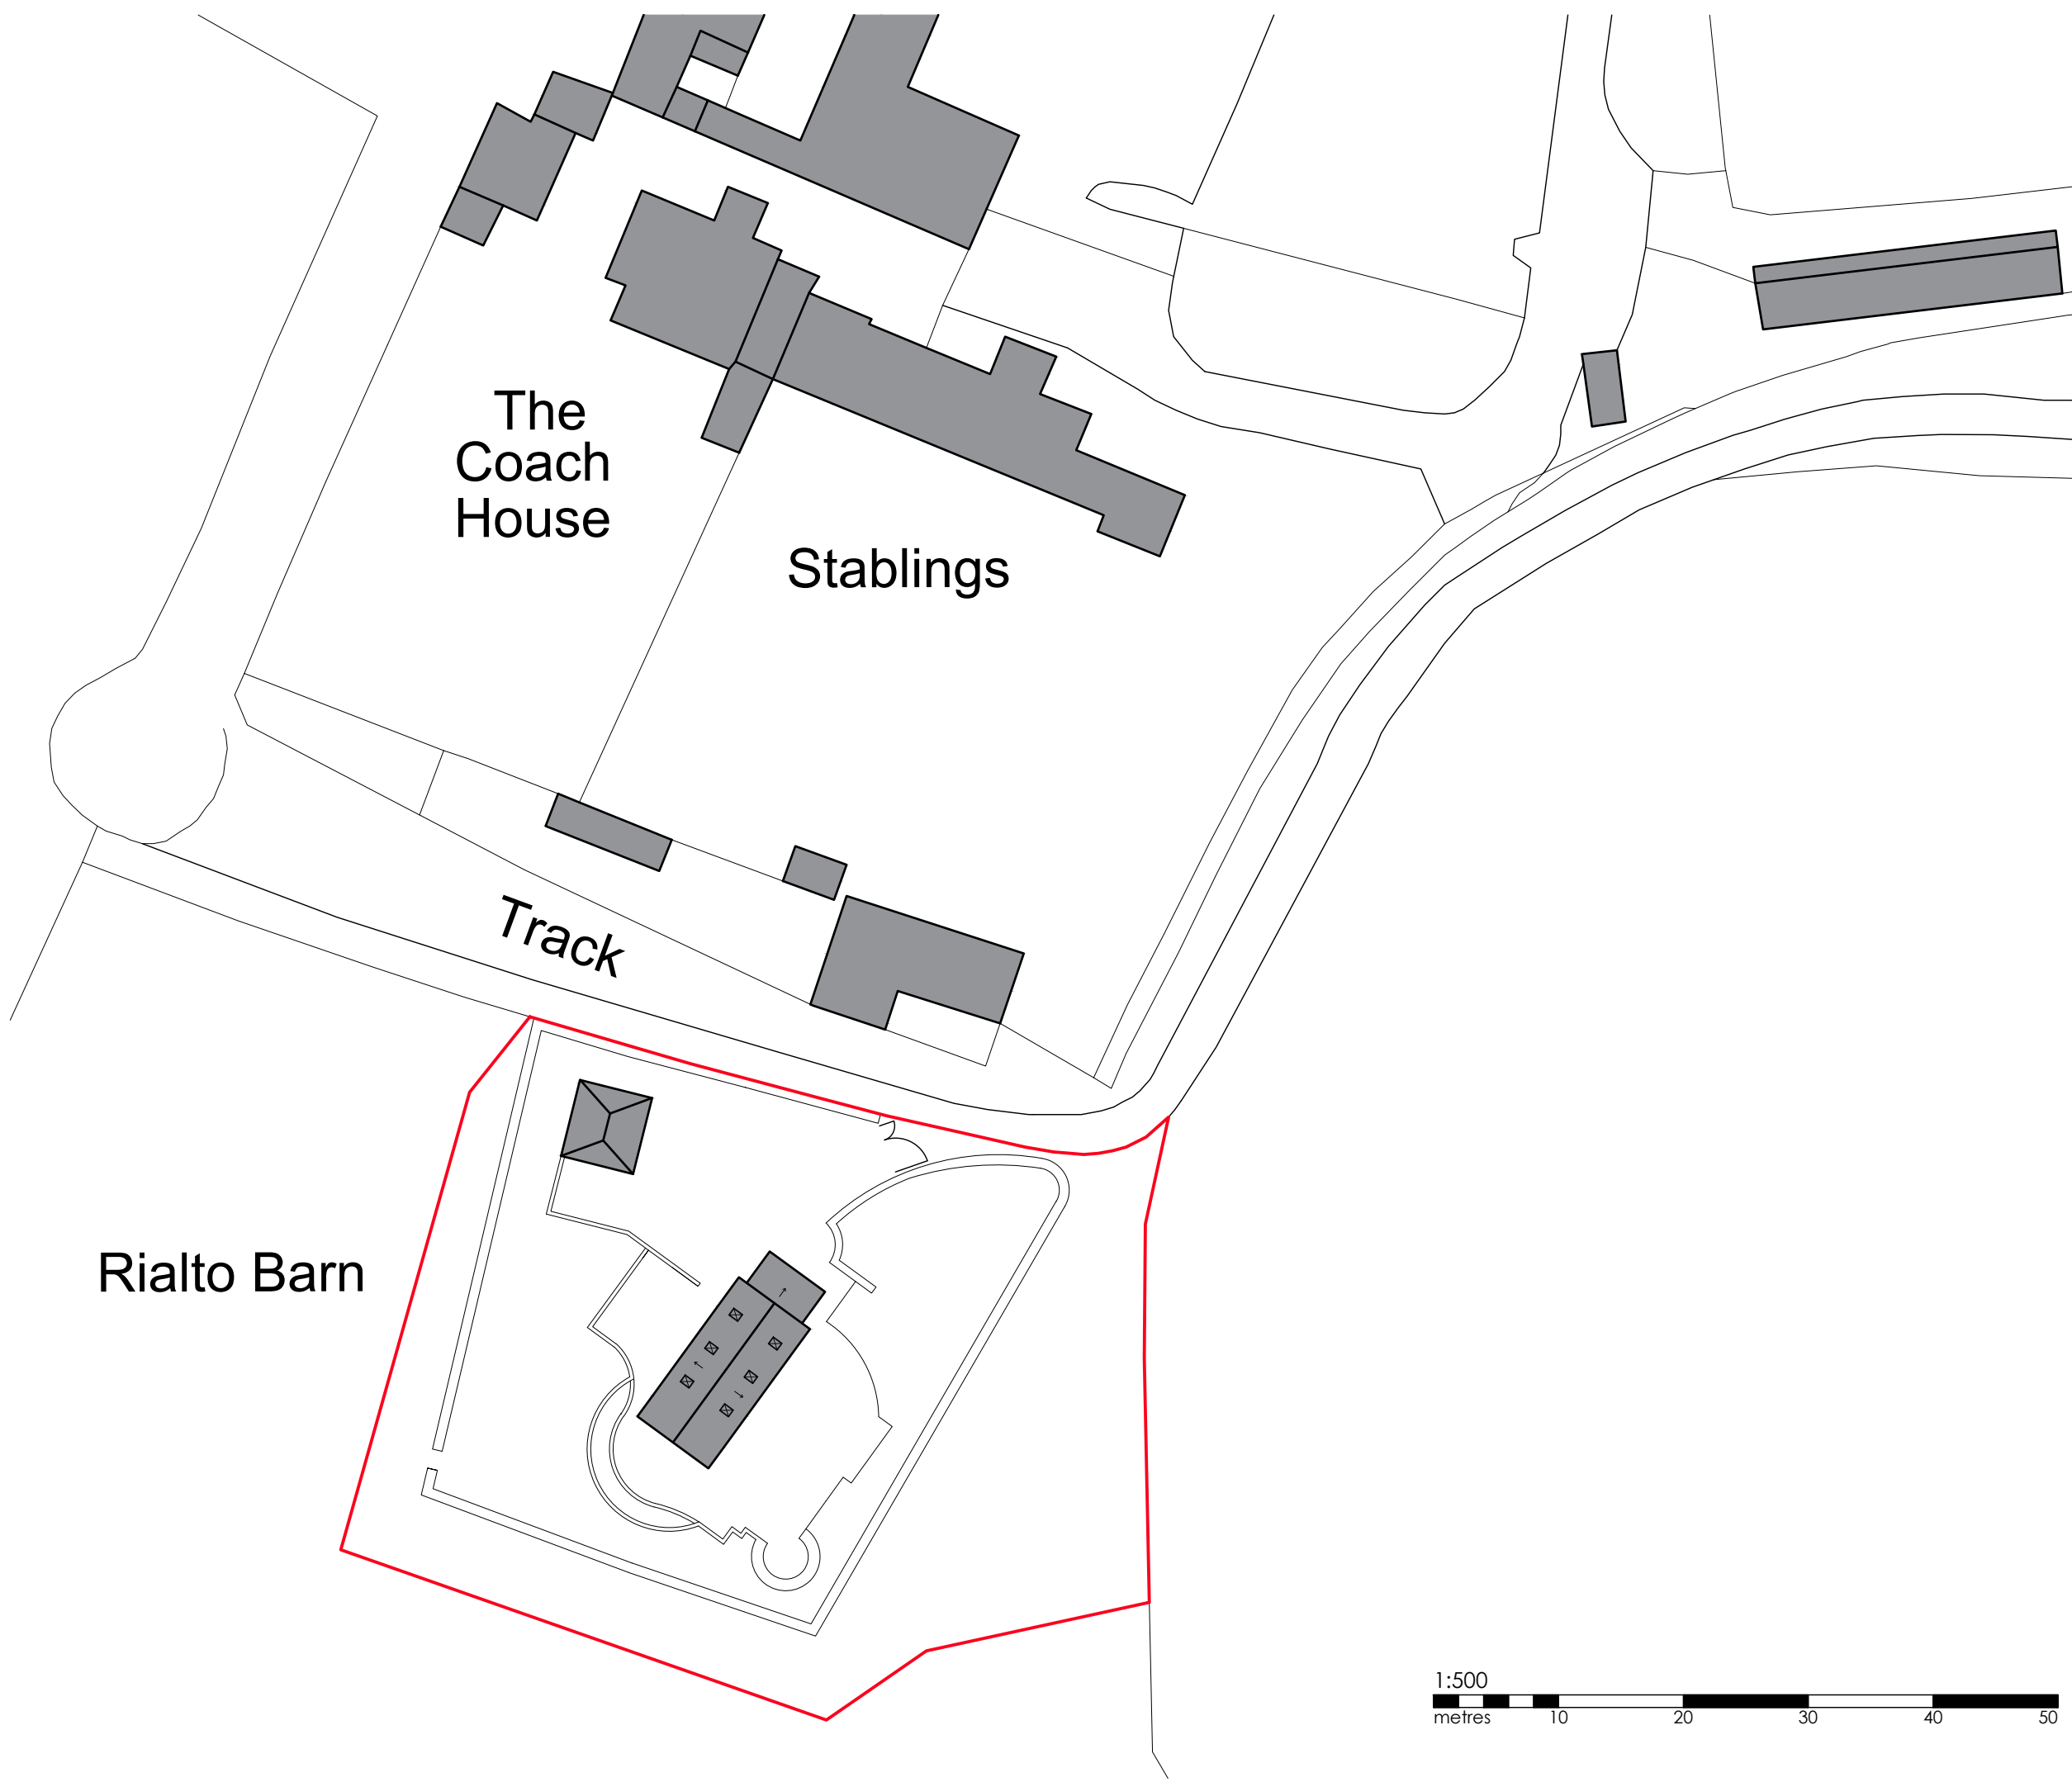 The
Coach
House
Stablings
Track
Rialto Barn
1:500
metres 10 20 30 40 50